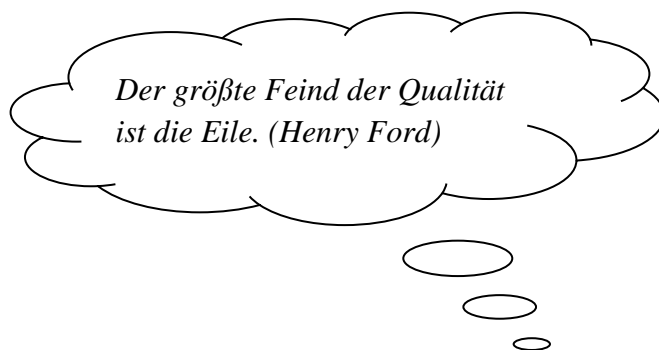 Der größte Feind der Qualität
ist die Eile. (Henry Ford)